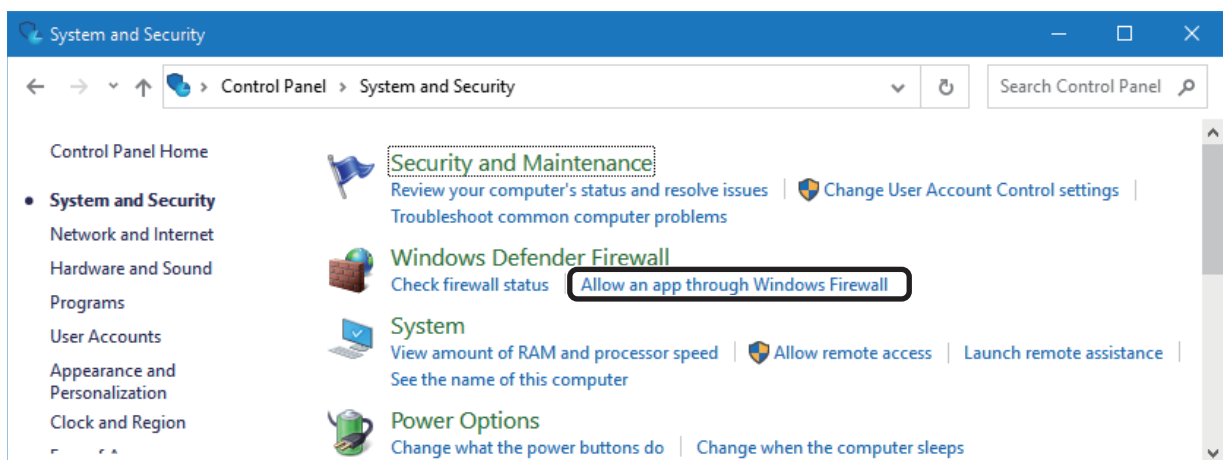 System and Security
Control Panel > System and Security
Search Control Panel
Control Panel Home
System and Security
Network and Internet
Hardware and Sound
Programs
User Accounts
Appearance and
Personalization
Clock and Region
Security and Maintenance
Review your computer's status and resolve issues | Change User Account Control settings |
Troubleshoot common computer problems
Windows Defender Firewall
Check firewall status | Allow an app through Windows Firewall
System
View amount of RAM and processor speed | Allow remote access | Launch remote assistance |
See the name of this computer
Power Options
Change what the power buttons do | Change when the computer sleeps